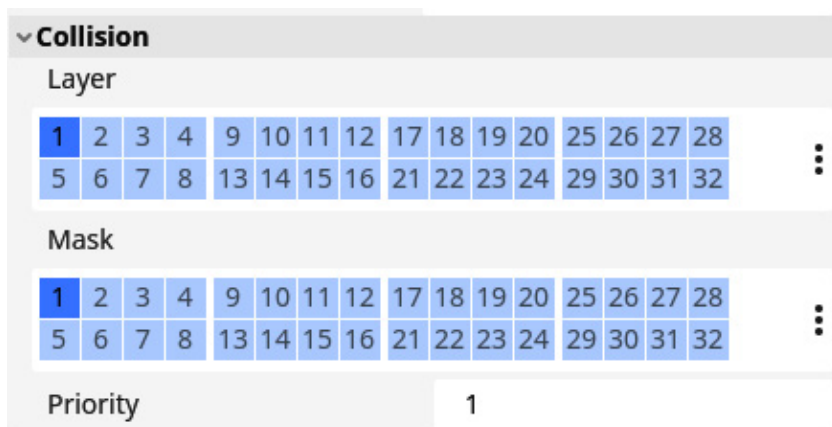 Collision
Layer
1 2 3 4 9 10 11 12 17 18 19 20 25 26 27 28
5 6 7 8 13 14 15 16 21 22 23 24 29 30 31 32
Mask
1 2 3 4 9 10 11 12 17 18 19 20 25 26 27 28
5 6 7 8 13 14 15 16 21 22 23 24 29 30 31 32
Priority 1